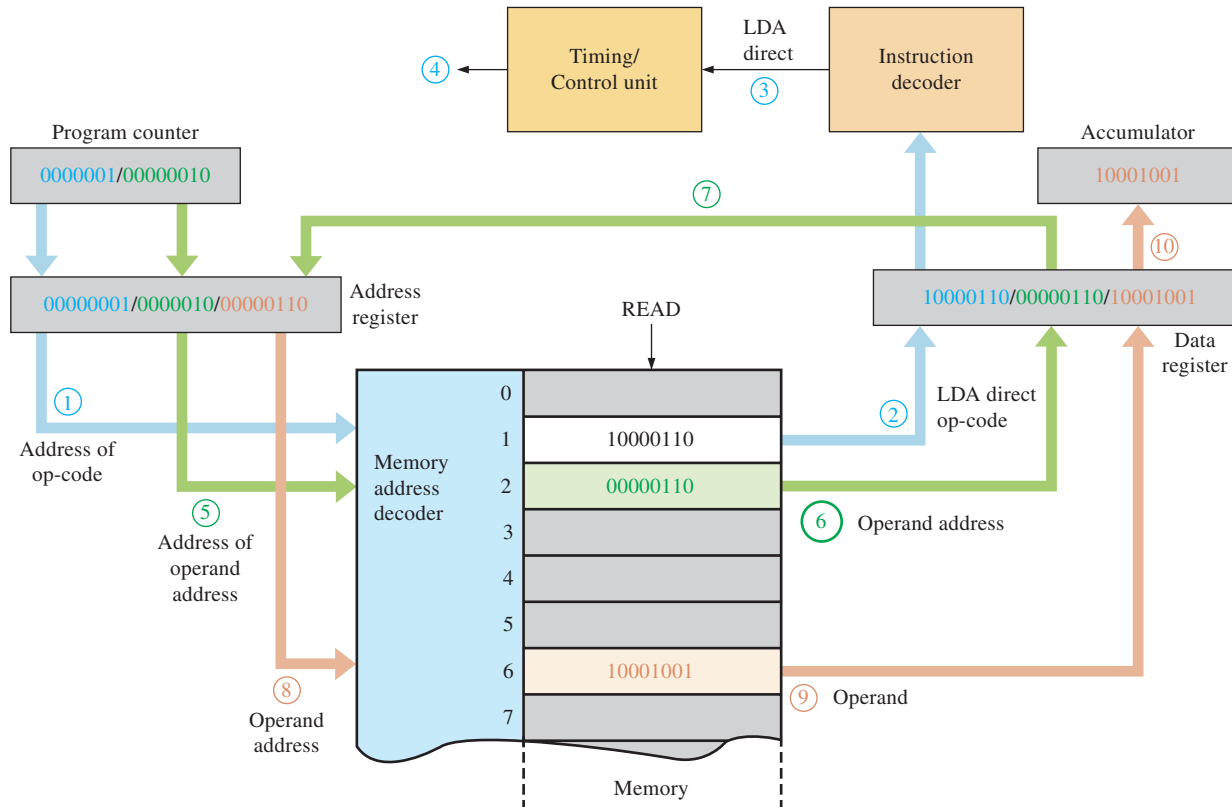 LDA
direct
Timing/
Control unit
Instruction
decoder
4
3
Program counter
Accumulator
0000001/00000010
10001001
7
10
00000001/0000010/00000110
Address
register
10000110/00000110/10001001
READ
Data
register
1
Address of
op-code
2
LDA direct
op-code
Memory
address
decoder
0
1
10000110
2
00000110
3
4
5
6
10001001
7
5
Address of
operand
address
6
Operand address
8
Operand
address
9
Operand
Memory